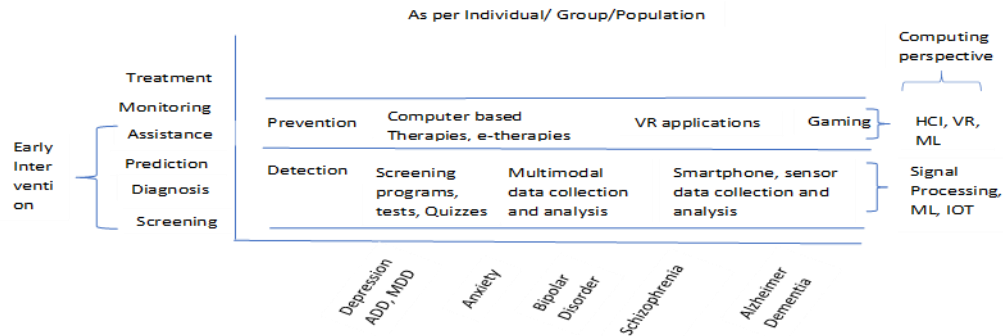 As per Individual/ Group/Population
Computing
perspective
Treatment
Monitoring
Assistance
Prediction
Diagnosis
Screening
Early
Inter
venti
on
Prevention
Computer based
Therapies, e-therapies
VR applications
Gaming
HCI, VR,
ML
Detection
Screening
programs,
tests, Quizzes
Multimodal
data collection
and analysis
Smartphone, sensor
data collection and
analysis
Signal
Processing,
ML, IOT
Depression
ADD, MDD
Anxiety
Bipolar
Disorder
Schizophrenia
Alzheimer
Dementia